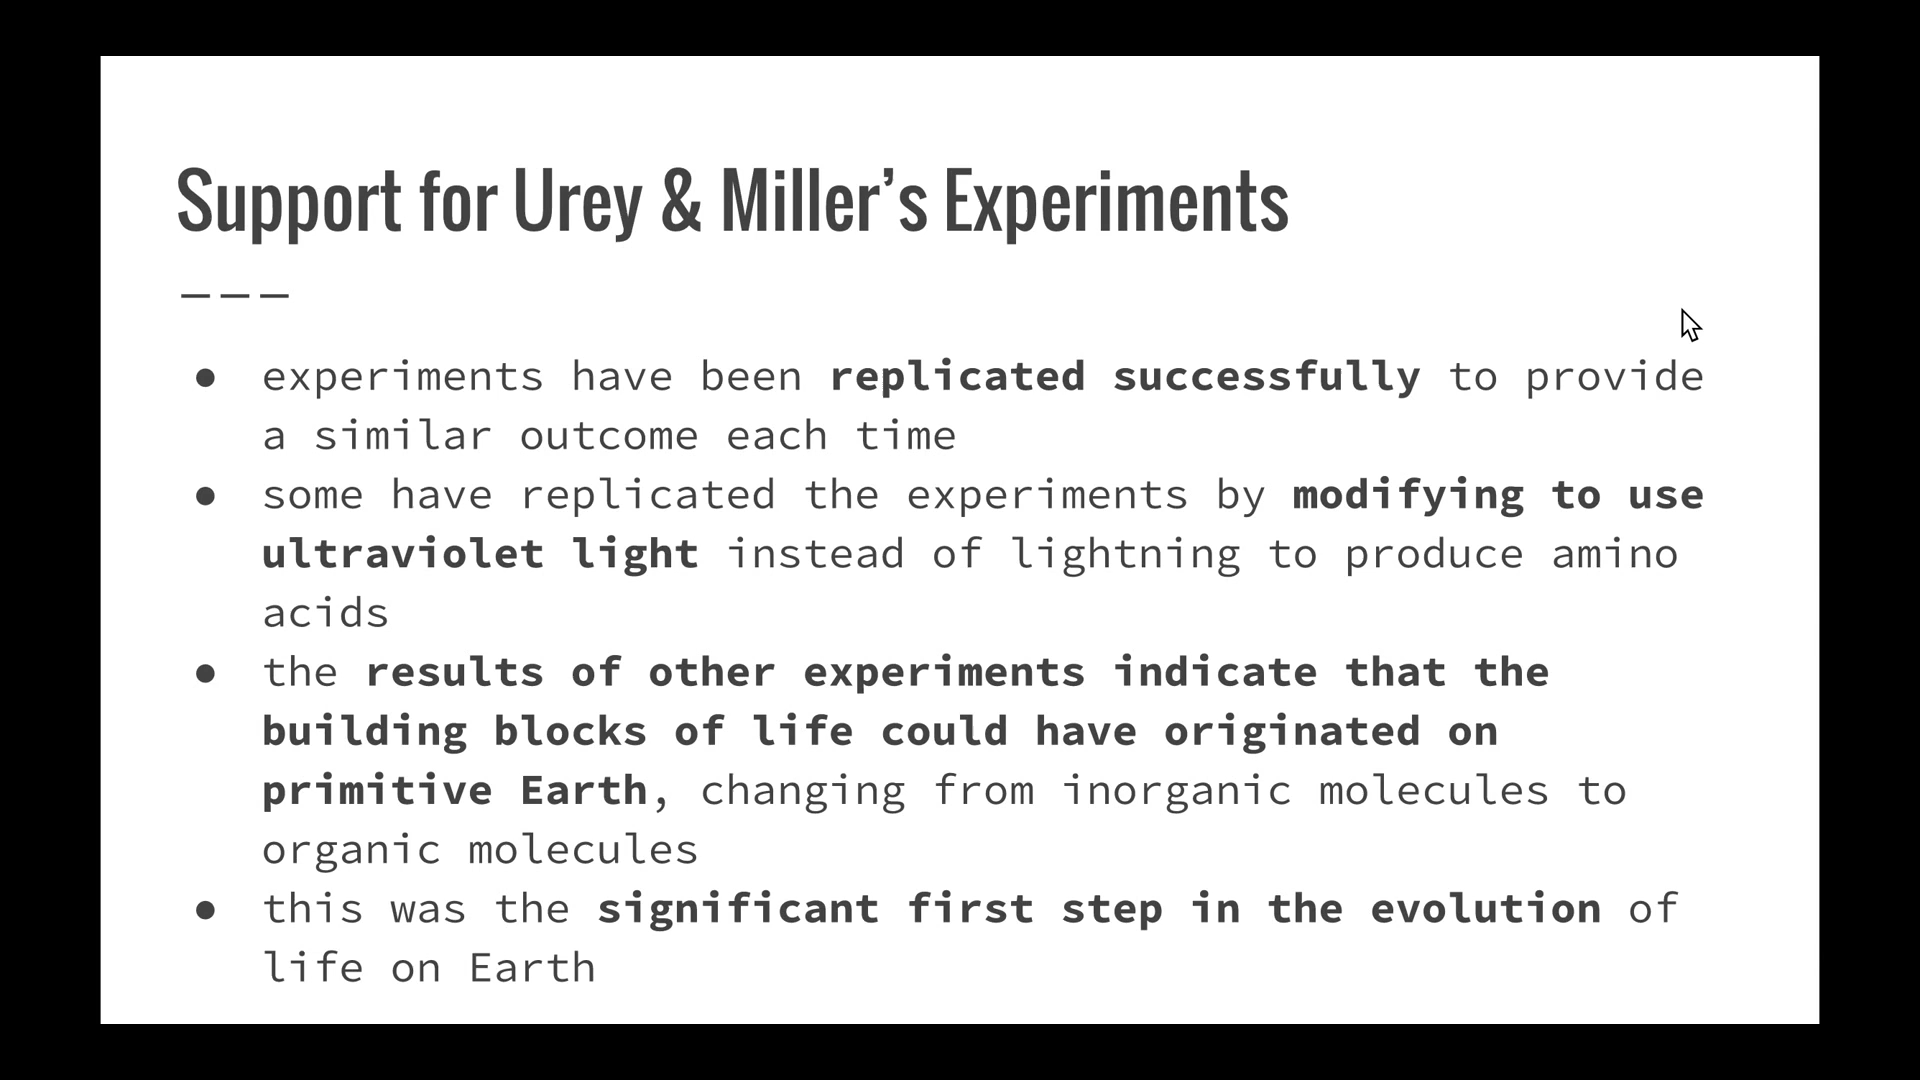 Support for Urey & Miller’s Experiments
● experiments have been replicated successfully to provide
a similar outcome each time
● some have replicated the experiments by modifying to use
ultraviolet light instead of lightning to produce amino
acids
● the results of other experiments indicate that the
building blocks of life could have originated on
primitive Earth, changing from inorganic molecules to
organic molecules
● this was the significant first step in the evolution of
life on Earth